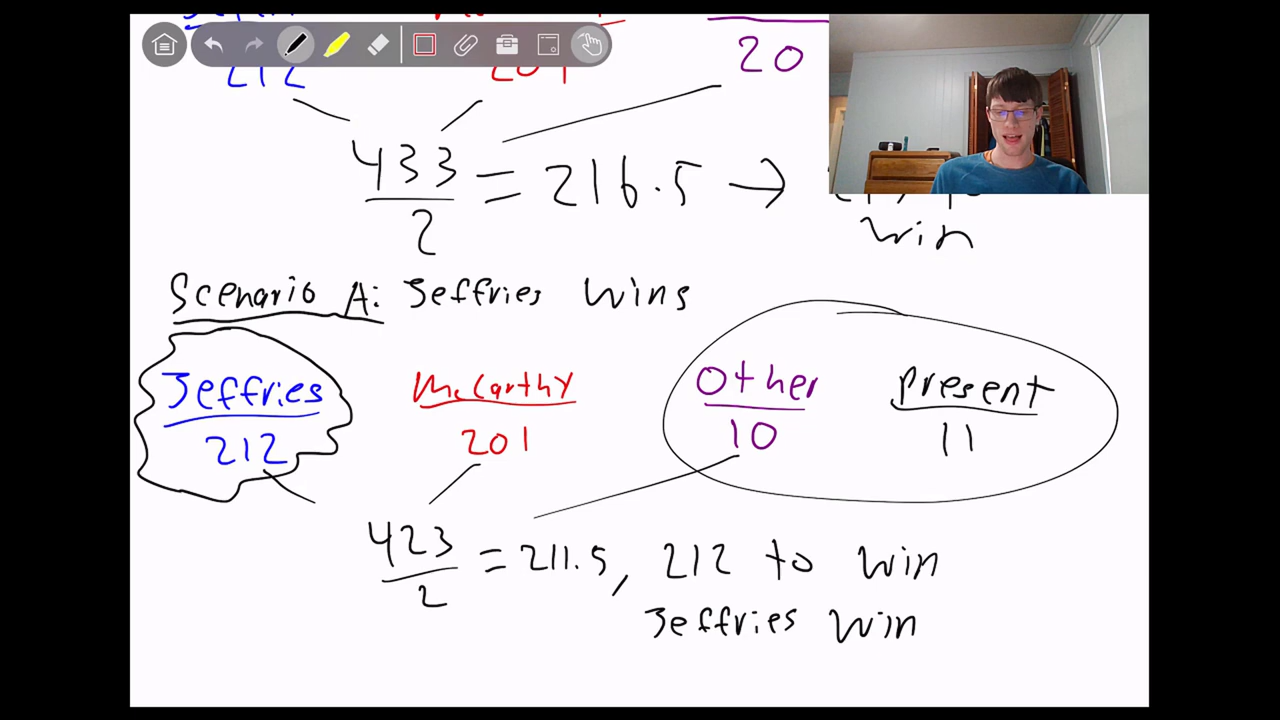 212 201 20
433
2
= 216.5 →
win
Scenario A: Jeffries wins
Jeffries McCarthy Other present
212 201 10 11
423
2
= 211.5, 212 to win
Jeffries win